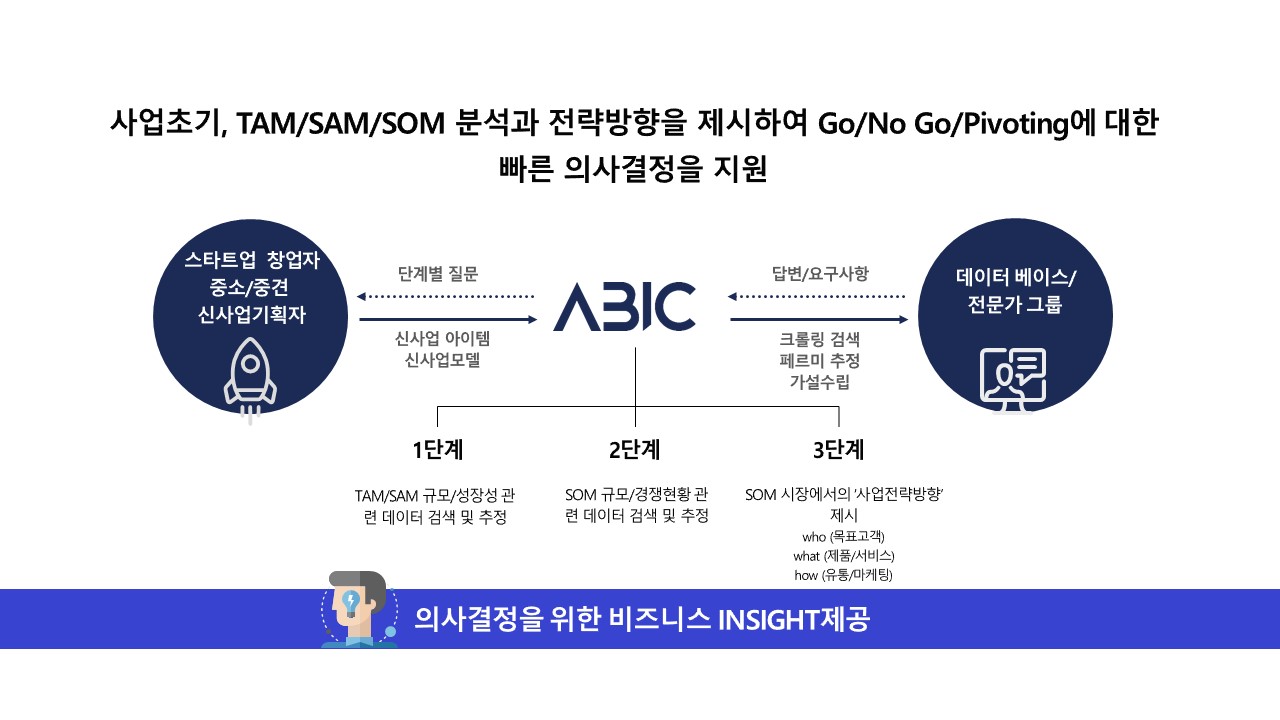 사업초기, TAM/SAM/SOM 분석과 전략방향을 제시하여 Go/No Go/Pivoting에 대한
빠른 의사결정을 지원
스타트업 창업자
중소/중견
신사업기획자
단계별 질문
신사업 아이템
신사업모델
ABIC
답변/요구사항
크롤링 검색
페르미 추정
가설수립
데이터 베이스/
전문가 그룹
1단계
TAM/SAM 규모/성장성 관
련 데이터 검색 및 추정
2단계
SOM 규모/경쟁현황 관
련 데이터 검색 및 추정
3단계
SOM 시장에서의 '사업전략방향'
제시
who (목표고객)
what (제품/서비스)
how (유통/마케팅)
의사결정을 위한 비즈니스 INSIGHT제공